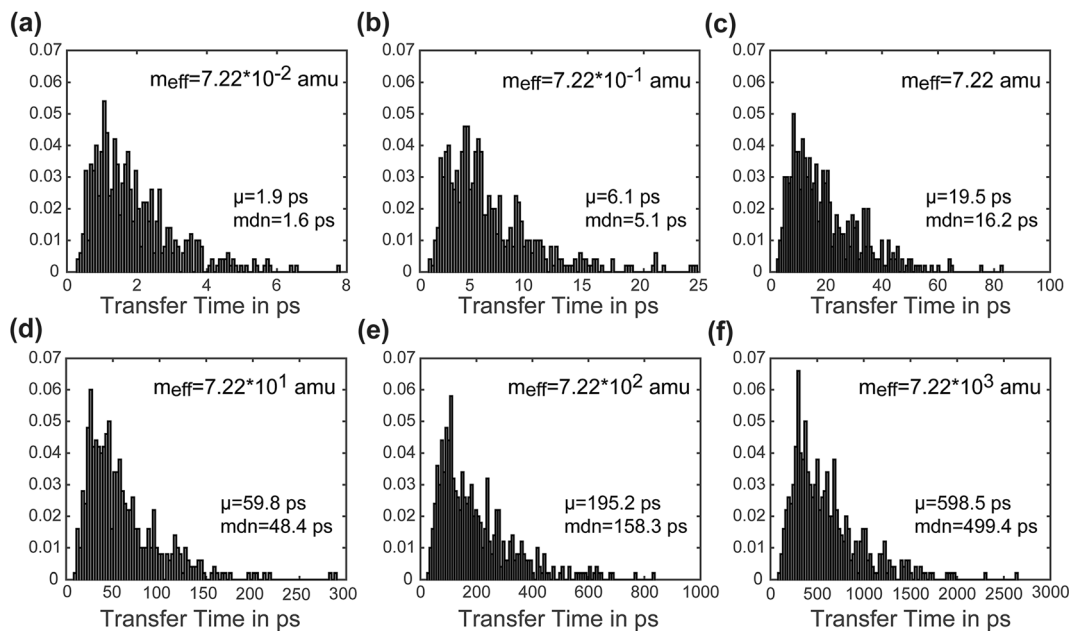 (a)
0.07
0.06
0.05
0.04
0.03
0.02
0.01
0
meff=7.22*10-2 amu
μ=1.9 ps
mdn=1.6 ps
0 2 4 6 8
Transfer Time in ps
(b)
0.07
0.06
0.05
0.04
0.03
0.02
0.01
0
meff=7.22*10-1 amu
μ=6.1 ps
mdn=5.1 ps
0 5 10 15 20 25
Transfer Time in ps
(c)
0.07
0.06
0.05
0.04
0.03
0.02
0.01
0
meff=7.22 amu
μ=19.5 ps
mdn=16.2 ps
0 20 40 60 80 100
Transfer Time in ps
(d)
0.07
0.06
0.05
0.04
0.03
0.02
0.01
0
meff=7.22*101 amu
μ=59.8 ps
mdn=48.4 ps
0 50 100 150 200 250 300
Transfer Time in ps
(e)
0.07
0.06
0.05
0.04
0.03
0.02
0.01
0
meff=7.22*102 amu
μ=195.2 ps
mdn=158.3 ps
0 200 400 600 800 1000
Transfer Time in ps
(f)
0.07
0.06
0.05
0.04
0.03
0.02
0.01
0
meff=7.22*103 amu
μ=598.5 ps
mdn=499.4 ps
0 500 1000 1500 2000 2500 3000
Transfer Time in ps